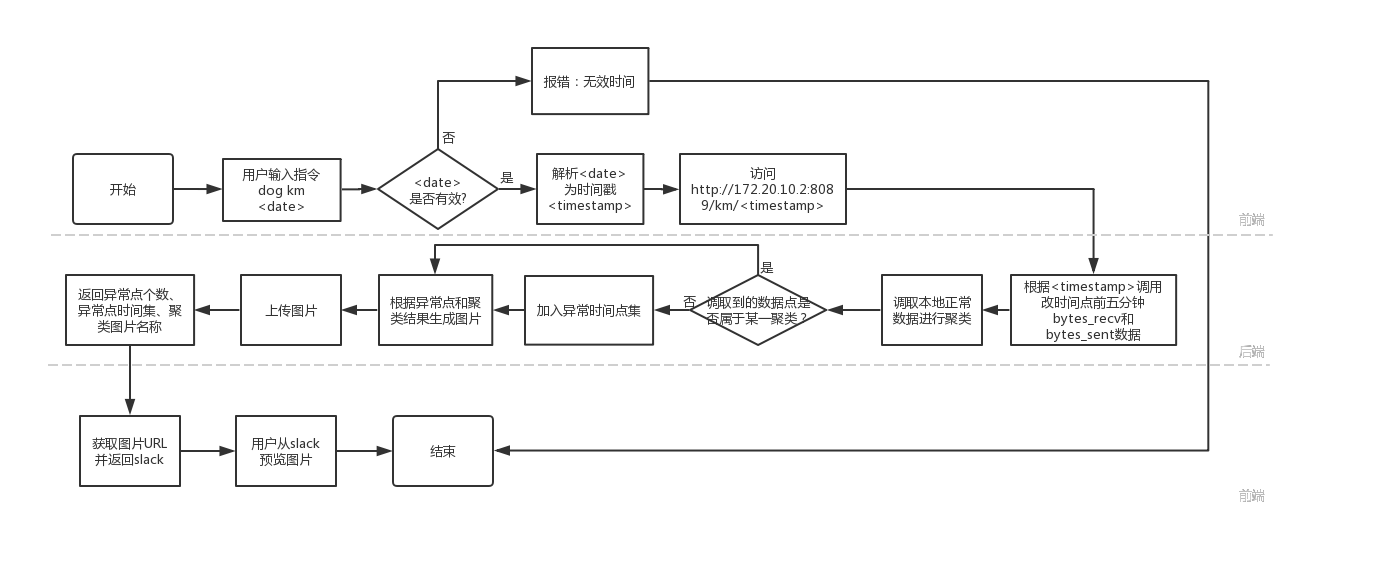 报错：无效时间
否
开始
用户输入指令
dog km
<date>
<date>
是否有效?
是
解析<date>
为时间戳
<timestamp>
访问
http://172.20.10.2:808
9/km/<timestamp>
前端
返回异常点个数、
异常点时间集、聚
类图片名称
上传图片
根据异常点和聚
类结果生成图片
加入异常时间点集
否
是
调取到的数据点是
否属于某一聚类？
调取本地正常
数据进行聚类
根据<timestamp>调用
改时间点前五分钟
bytes_recv和
bytes_sent数据
后端
获取图片URL
并返回slack
用户从slack
预览图片
结束
前端